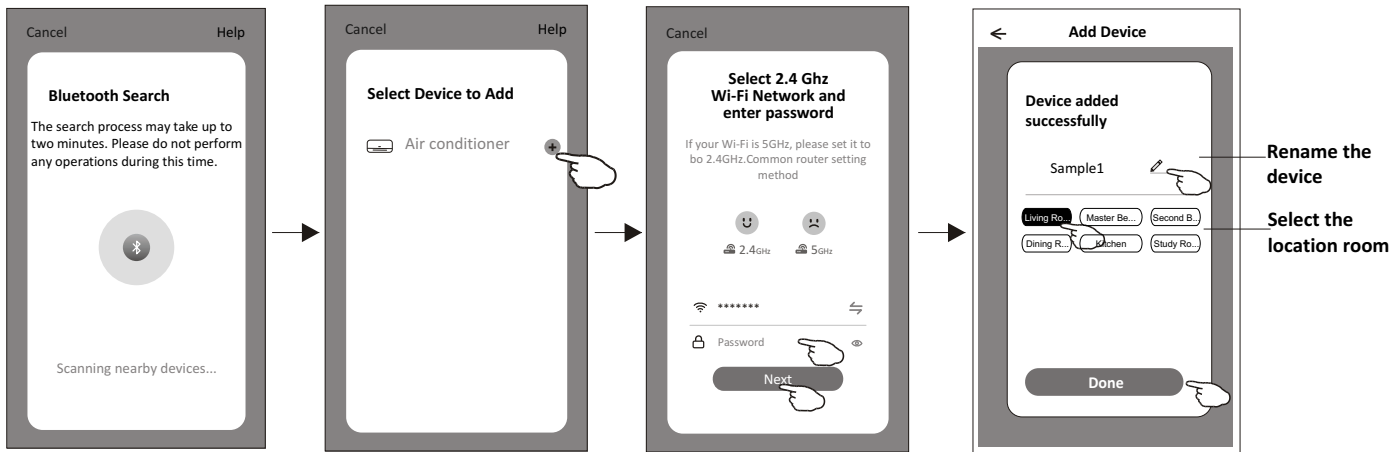 Cancel
Help
Bluetooth Search
The search process may take up to
two minutes. Please do not perform
any operations during this time.
Scanning nearby devices...
Cancel
Help
Select Device to Add
Air conditioner
Cancel
Select 2.4 Ghz
Wi-Fi Network and
enter password
If your Wi-Fi is 5GHz, please set it to
bo 2.4GHz.Common router setting
method
2.4GHz
5GHz
*******
Password
Next
Add Device
Device added
successfully
Sample1
Living Ro...
Master Be...
Second B...
Dining R...
Kitchen
Study Ro...
Done
Rename the
device
Select the
location room